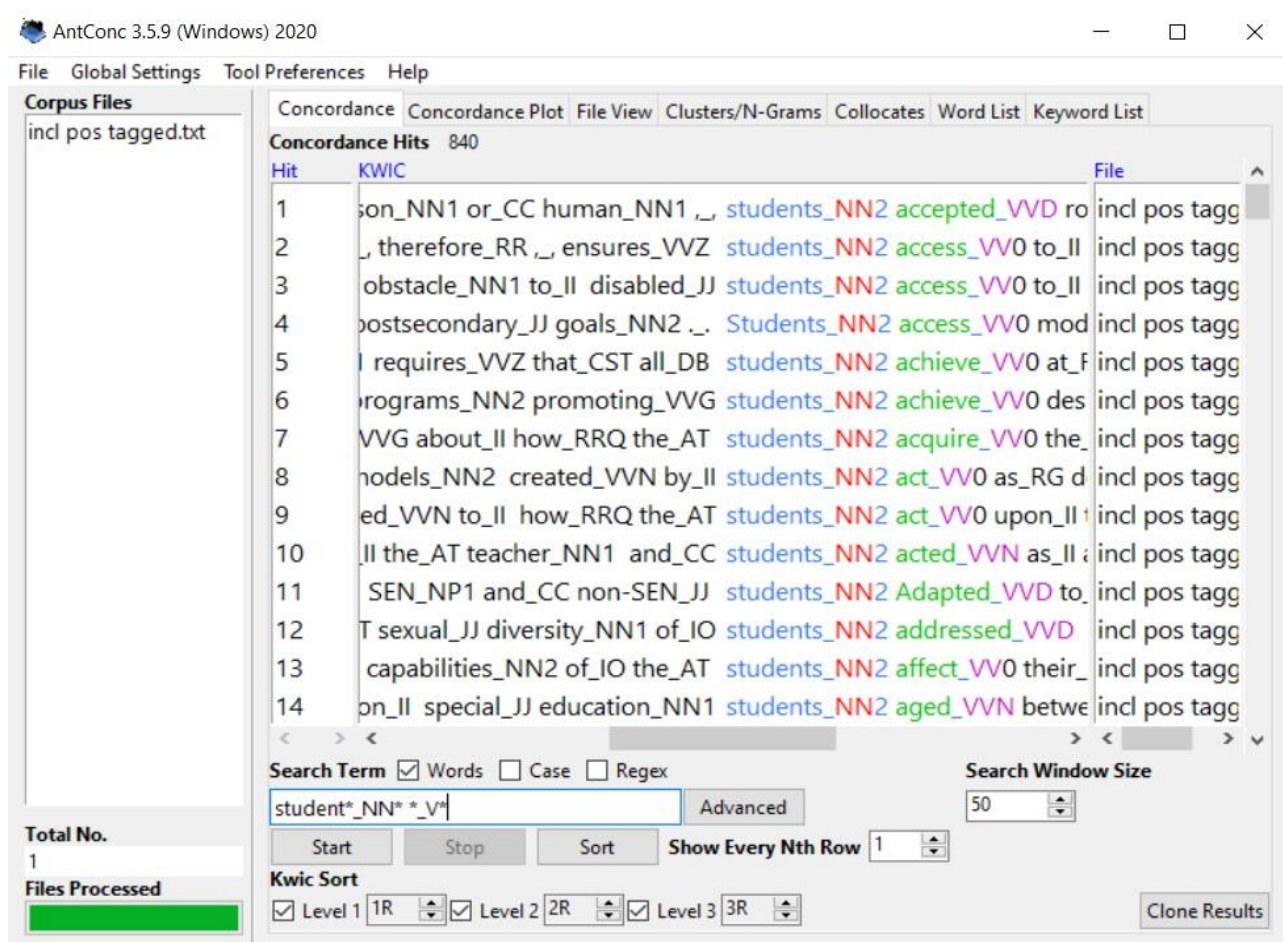 AntConc 3.5.9 (Windows) 2020
File Global Settings Tool Preferences Help
Corpus Files
incl pos tagged.txt
Concordance Concordance Plot File View Clusters/N-Grams Collocates Word List Keyword List
Concordance Hits 840
Hit KWIC File
1 son_NN1 or_CC human_NN1 ,_, students_NN2 accepted_VVD ro incl pos tagg
2 _, therefore_RR ,_, ensures_VVZ students_NN2 access_VV0 to_II incl pos tagg
3 obstacle_NN1 to_II disabled_JJ students_NN2 access_VV0 to_II incl pos tagg
4 postsecondary_JJ goals_NN2 ._. Students_NN2 access_VV0 mod incl pos tagg
5 requires_VVZ that_CST all_DB students_NN2 achieve_VV0 at_ incl pos tagg
6 rograms_NN2 promoting_VVG students_NN2 achieve_VV0 des incl pos tagg
7 VVG about_II how_RRQ the_AT students_NN2 acquire_VV0 the_ incl pos tagg
8 models_NN2 created_VVN by_II students_NN2 act_VV0 as_RG d incl pos tagg
9 ed_VVN to_II how_RRQ the_AT students_NN2 act_VV0 upon_II incl pos tagg
10 _II the_AT teacher_NN1 and_CC students_NN2 acted_VVN as_II incl pos tagg
11 SEN_NP1 and_CC non-SEN_JJ students_NN2 Adapted_VVD to_ incl pos tagg
12 T sexual_JJ diversity_NN1 of_IO students_NN2 addressed_VVD incl pos tagg
13 capabilities_NN2 of_IO the_AT students_NN2 affect_VV0 their_ incl pos tagg
14 on_II special_JJ education_NN1 students_NN2 aged_VVN betwe incl pos tagg
Search Term Words Case Regex Search Window Size
student*_NN* *_V* Advanced 50
Total No.
1
Start Stop Sort Show Every Nth Row 1
Files Processed
Kwic Sort
Level 1 1R Level 2 2R Level 3 3R Clone Results